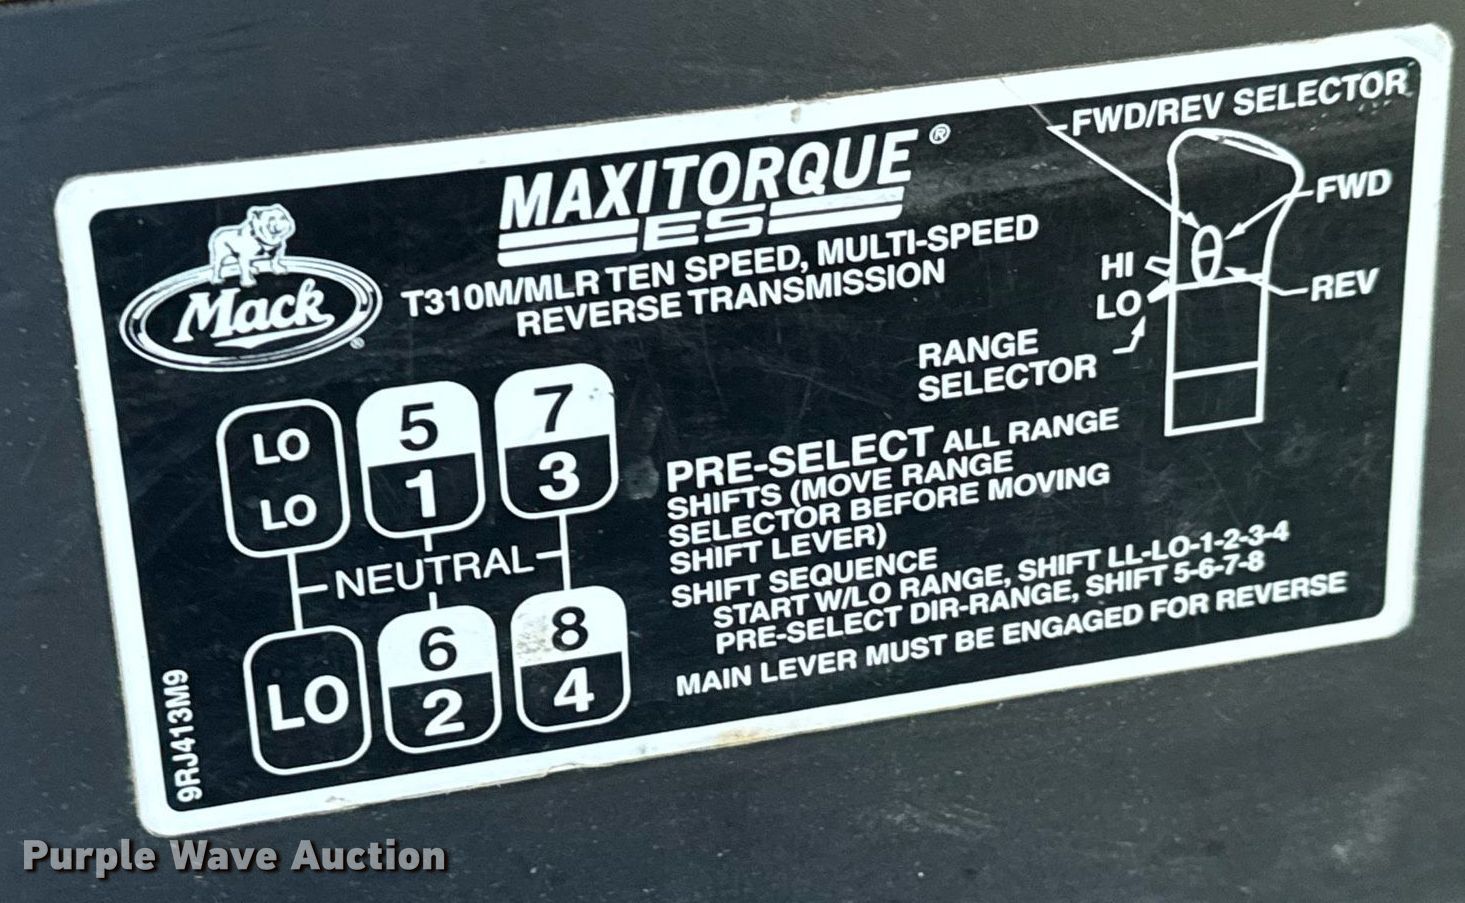 MAXITORQUE ®
ES
T310M/MLR TEN SPEED, MULTI-SPEED
REVERSE TRANSMISSION
Mack ®
FWD/REV SELECTOR
FWD
HI
LO
REV
RANGE
SELECTOR
LO
LO
5
1
7
3
NEUTRAL
LO
6
2
8
4
PRE-SELECT ALL RANGE
SHIFTS (MOVE RANGE
SELECTOR BEFORE MOVING
SHIFT LEVER)
SHIFT SEQUENCE
START W/LO RANGE, SHIFT LL-LO-1-2-3-4
PRE-SELECT DIR-RANGE, SHIFT 5-6-7-8
MAIN LEVER MUST BE ENGAGED FOR REVERSE
9RJ413M9
Purple Wave Auction